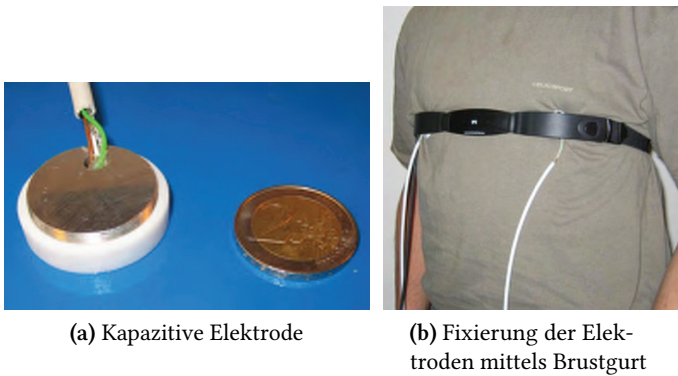 (a) Kapazitive Elektrode
(b) Fixierung der Elek-
troden mittels Brustgurt